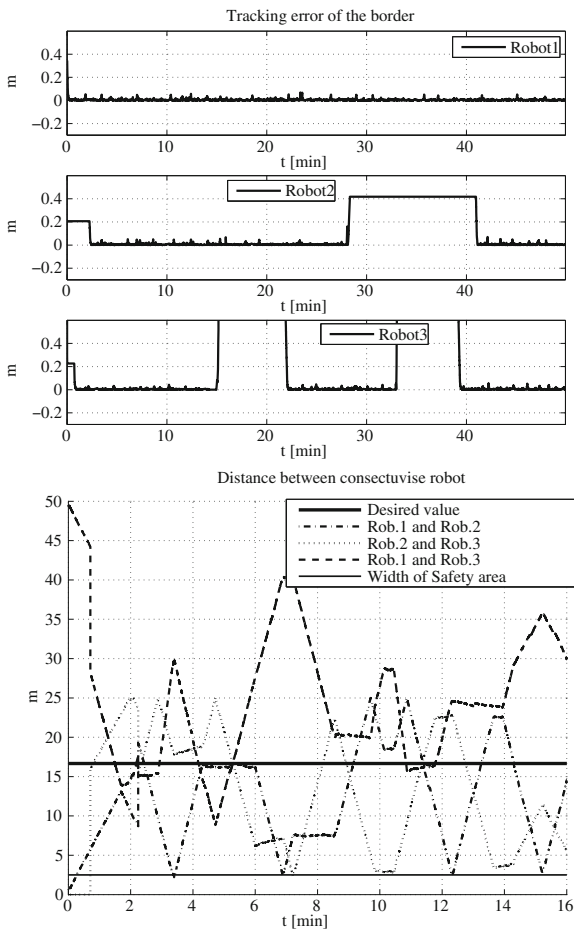 Tracking error of the border
Robot1
0.4
0.2
0
−0.2
m
0 10 20 30 40
t [min]
Robot2
0.4
0.2
0
−0.2
m
0 10 20 30 40
t [min]
Robot3
0.4
0.2
0
−0.2
m
0 10 20 30 40
t [min]
Distance between consectuvise robot
Desired value
Rob.1 and Rob.2
Rob.2 and Rob.3
Rob.1 and Rob.3
Width of Safety area
50
45
40
35
30
25
20
15
10
5
0
m
0 2 4 6 8 10 12 14 16
t [min]